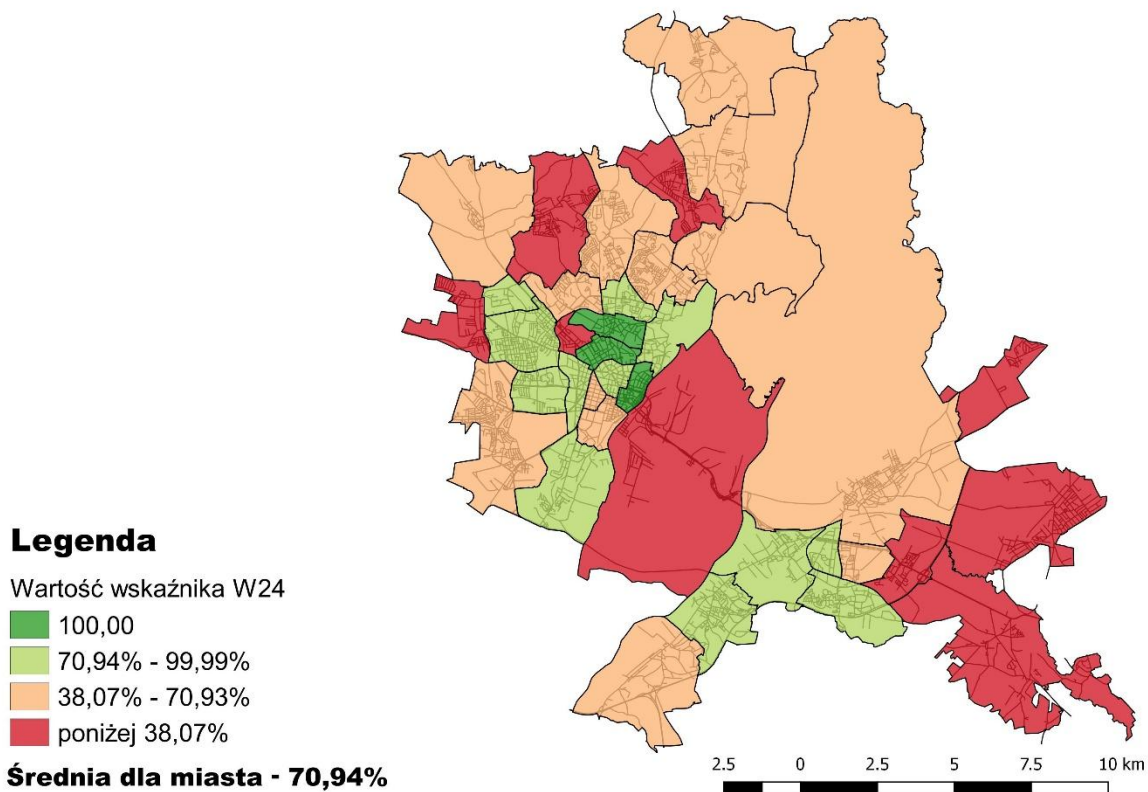 Legenda
Wartość wskaźnika W24
100,00
70,94% - 99,99%
38,07% - 70,93%
poniżej 38,07%
Średnia dla miasta - 70,94%
2.5 0 2.5 5 7.5 10 km